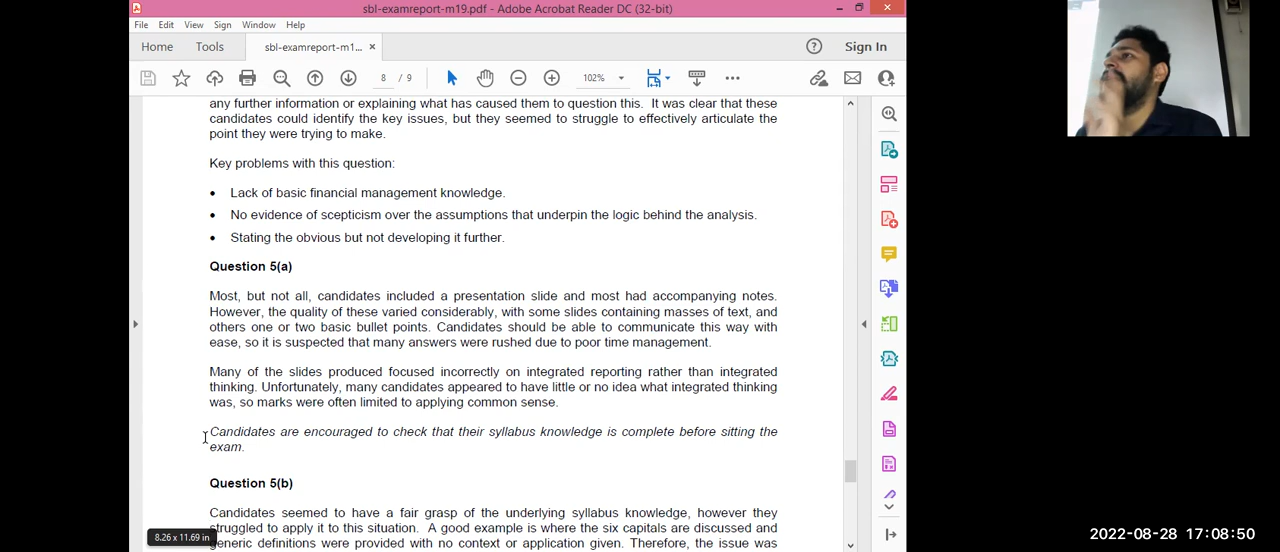 sbl-examreport-m19.pdf - Adobe Acrobat Reader DC (32-bit)
File Edit View Sign Window Help
Home Tools sbl-examreport-m1... × Sign In
8 / 9 102%
any further information or explaining what has caused them to question this. It was clear that these
candidates could identify the key issues, but they seemed to struggle to effectively articulate the
point they were trying to make.
Key problems with this question:
• Lack of basic financial management knowledge.
• No evidence of scepticism over the assumptions that underpin the logic behind the analysis.
• Stating the obvious but not developing it further.
Question 5(a)
Most, but not all, candidates included a presentation slide and most had accompanying notes.
However, the quality of these varied considerably, with some slides containing masses of text, and
others one or two basic bullet points. Candidates should be able to communicate this way with
ease, so it is suspected that many answers were rushed due to poor time management.
Many of the slides produced focused incorrectly on integrated reporting rather than integrated
thinking. Unfortunately, many candidates appeared to have little or no idea what integrated thinking
was, so marks were often limited to applying common sense.
Candidates are encouraged to check that their syllabus knowledge is complete before sitting the
exam.
Question 5(b)
Candidates seemed to have a fair grasp of the underlying syllabus knowledge, however they
struggled to apply it to this situation. A good example is where the six capitals are discussed and
generic definitions were provided with no context or application given. Therefore, the issue was
8.26 x 11.69 in
2022-08-28 17:08:50